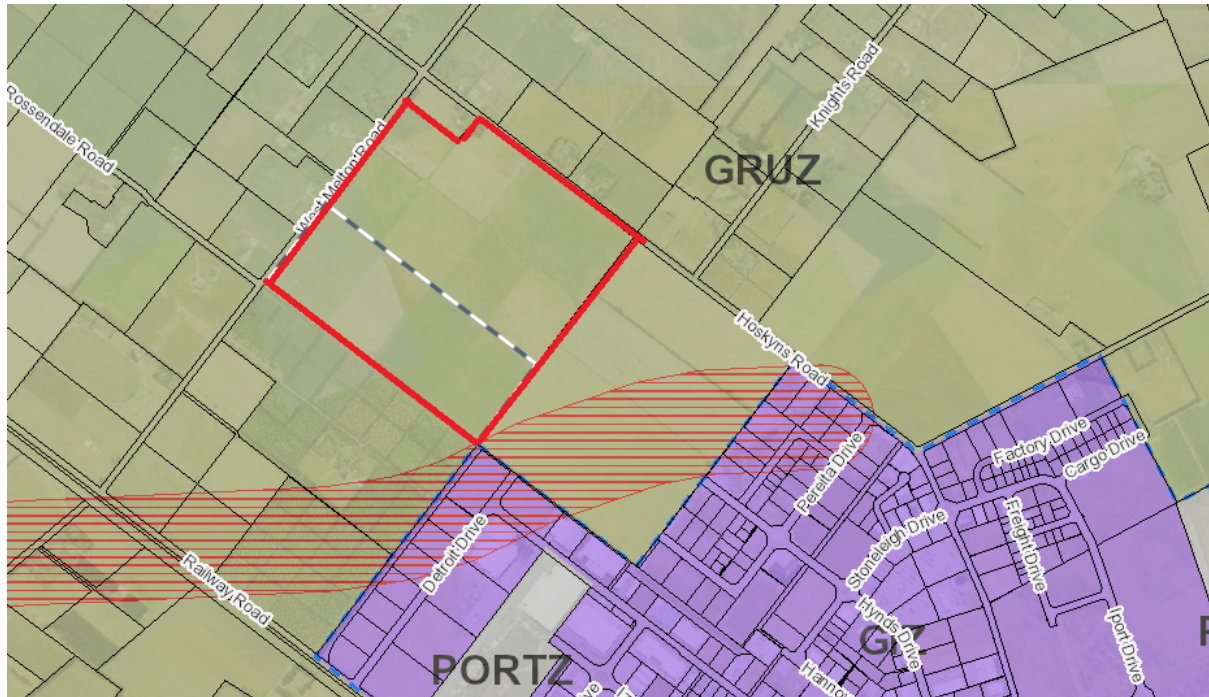 Rossendale Road
West Melton Road
Knights Road
GRUZ
Hoskyns Road
Factory Drive
Cargo Drive
Pereita Drive
Detroit Drive
Stoneleigh Drive
Freight Drive
Railway Road
Hynds Drive
Iport Drive
GIZ
PORTZ